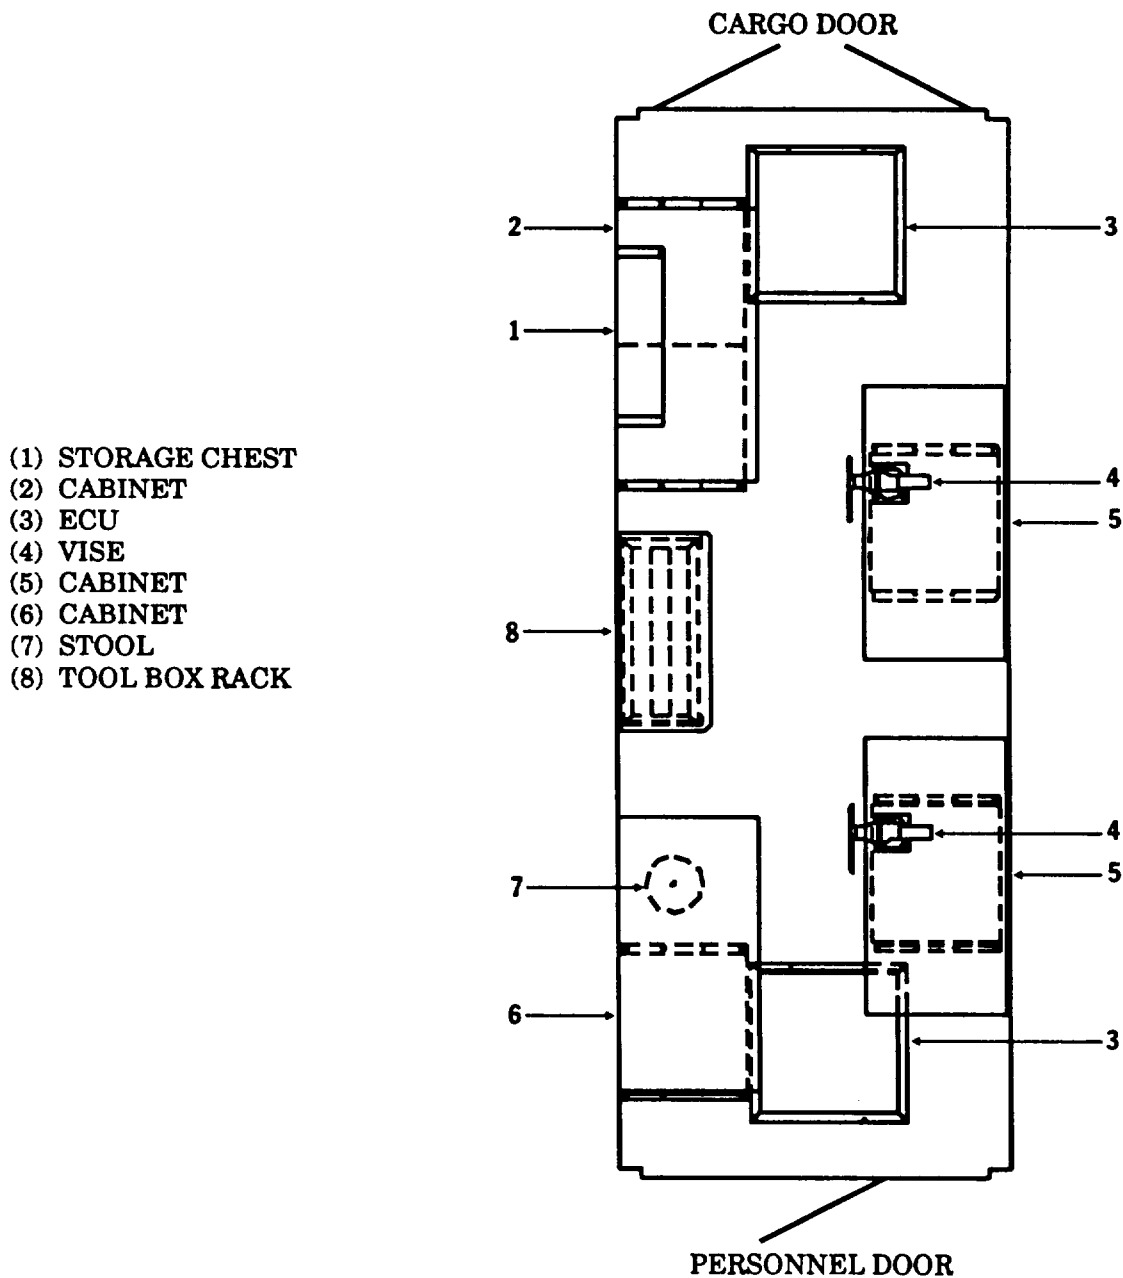 CARGO DOOR
2
3
1
(1) STORAGE CHEST
(2) CABINET
(3) ECU
(4) VISE
(5) CABINET
(6) CABINET
(7) STOOL
(8) TOOL BOX RACK
4
5
8
4
7
5
6
3
PERSONNEL DOOR